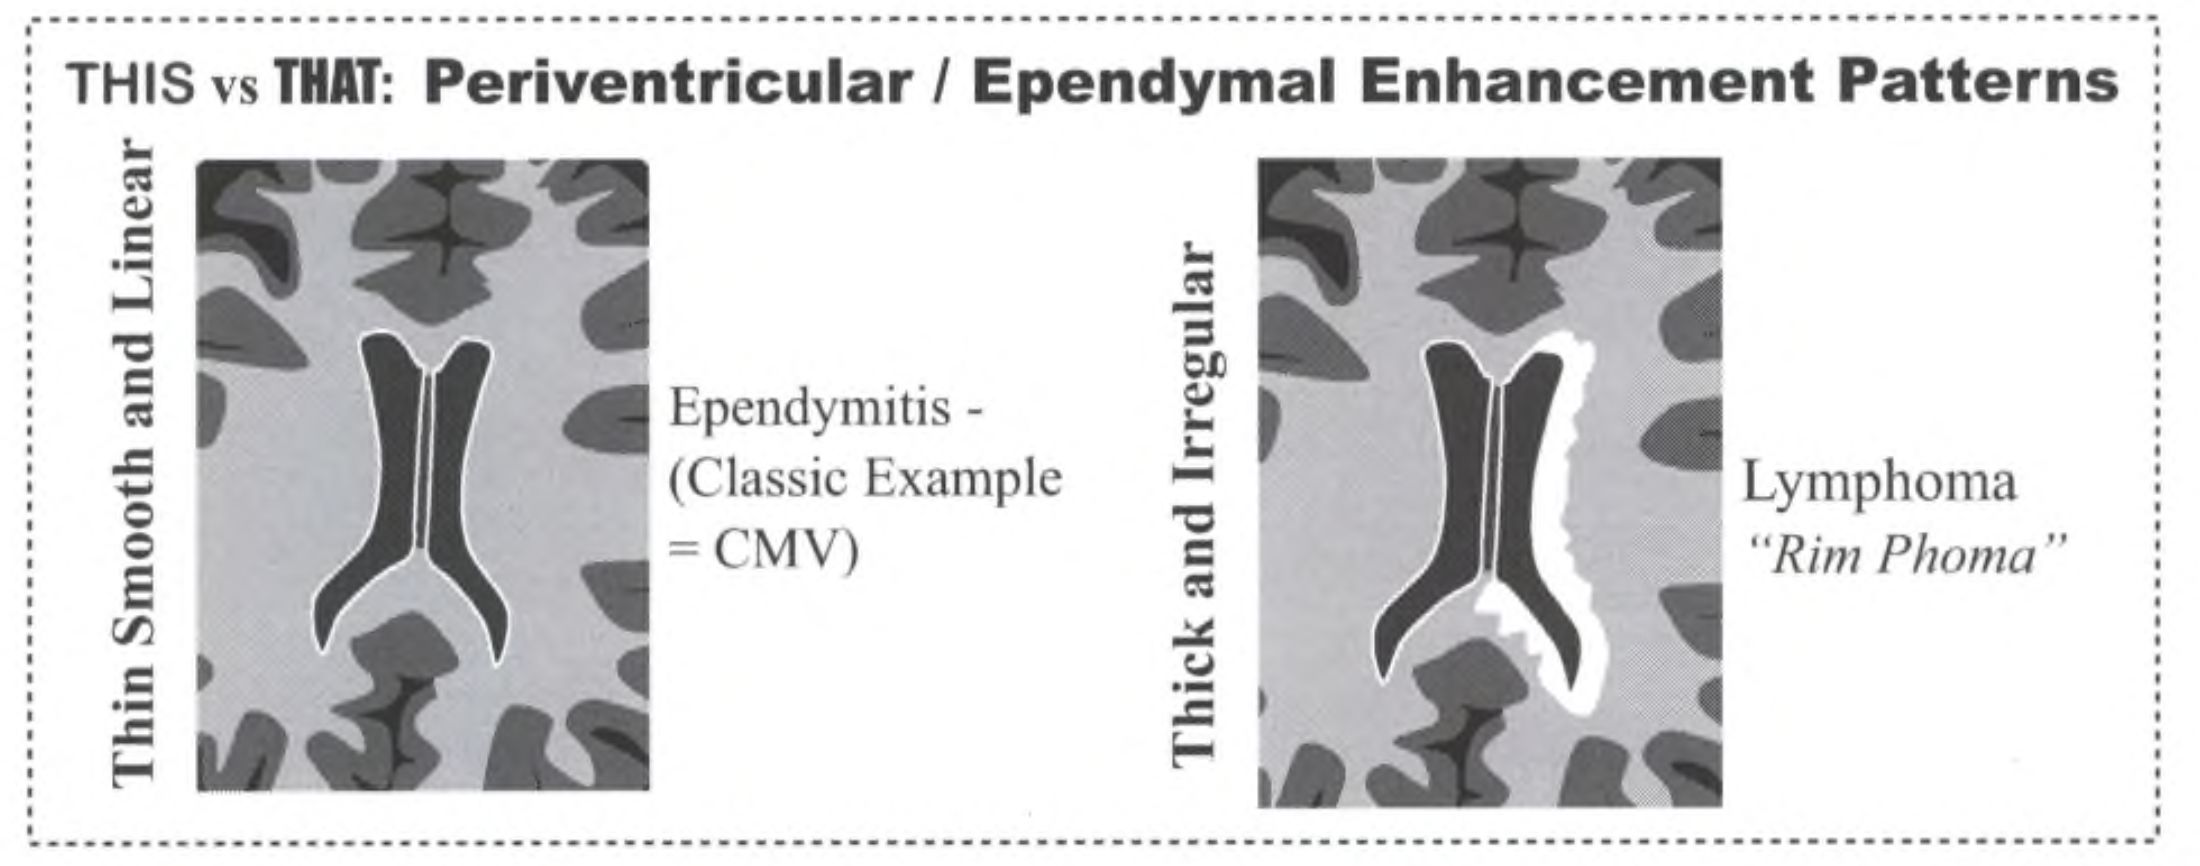 THIS vs THAT: Periventricular / Ependymal Enhancement Patterns
Thin Smooth and Linear
Ependymitis -
(Classic Example
= CMV)
Thick and Irregular
Lymphoma
“Rim Phoma”